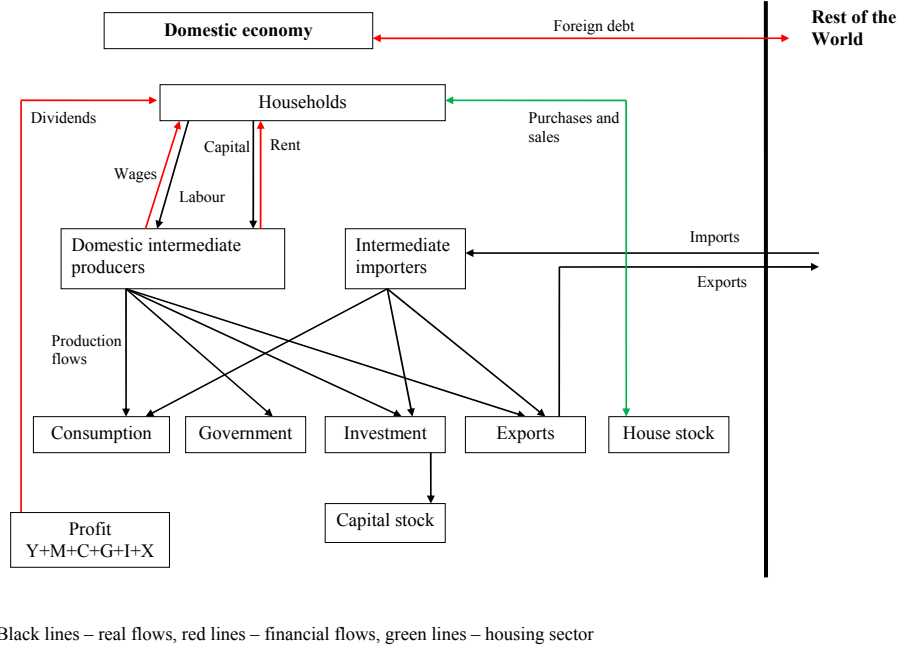 Domestic economy
Foreign debt
Rest of the
World
Households
Dividends
Purchases and
sales
Capital
Rent
Wages
Labour
Domestic intermediate
producers
Intermediate
importers
Imports
Exports
Production
flows
Consumption
Government
Investment
Exports
House stock
Capital stock
Profit
Y+M+C+G+I+X
Black lines – real flows, red lines – financial flows, green lines – housing sector